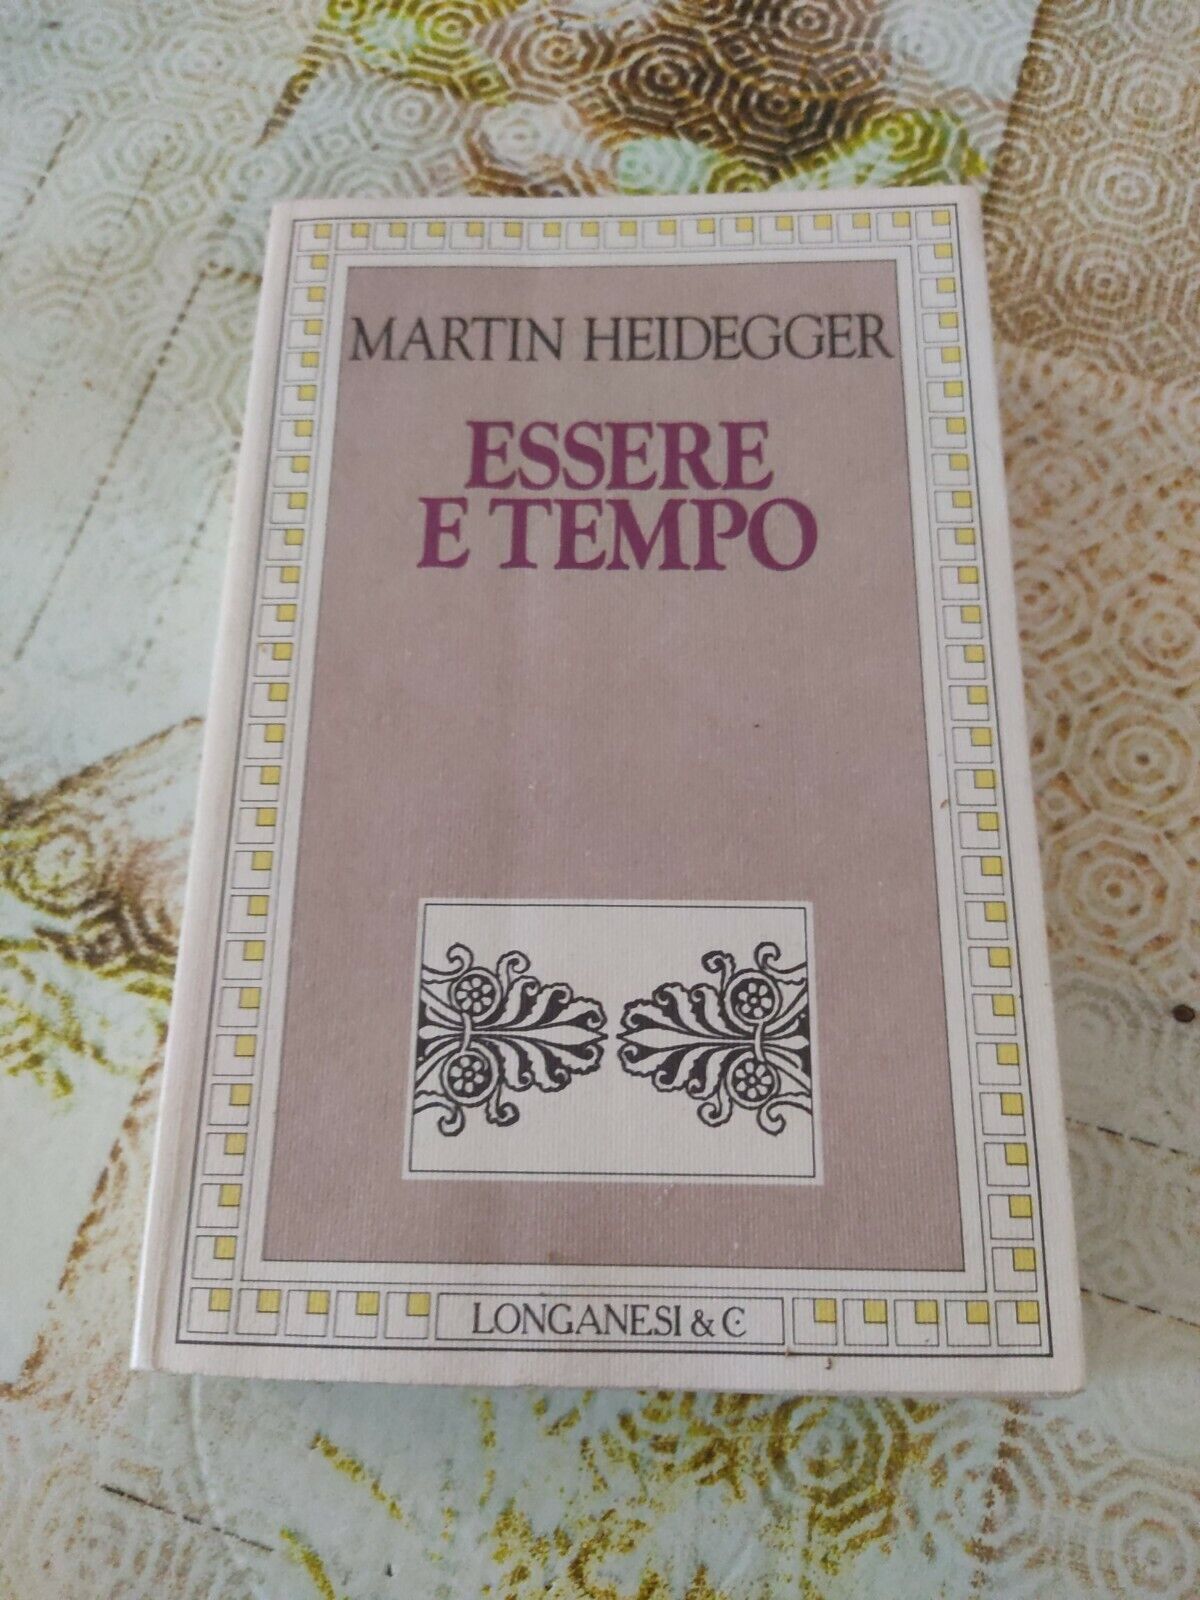 MARTIN HEIDEGGER
ESSERE
E TEMPO
LONGANESI & C.